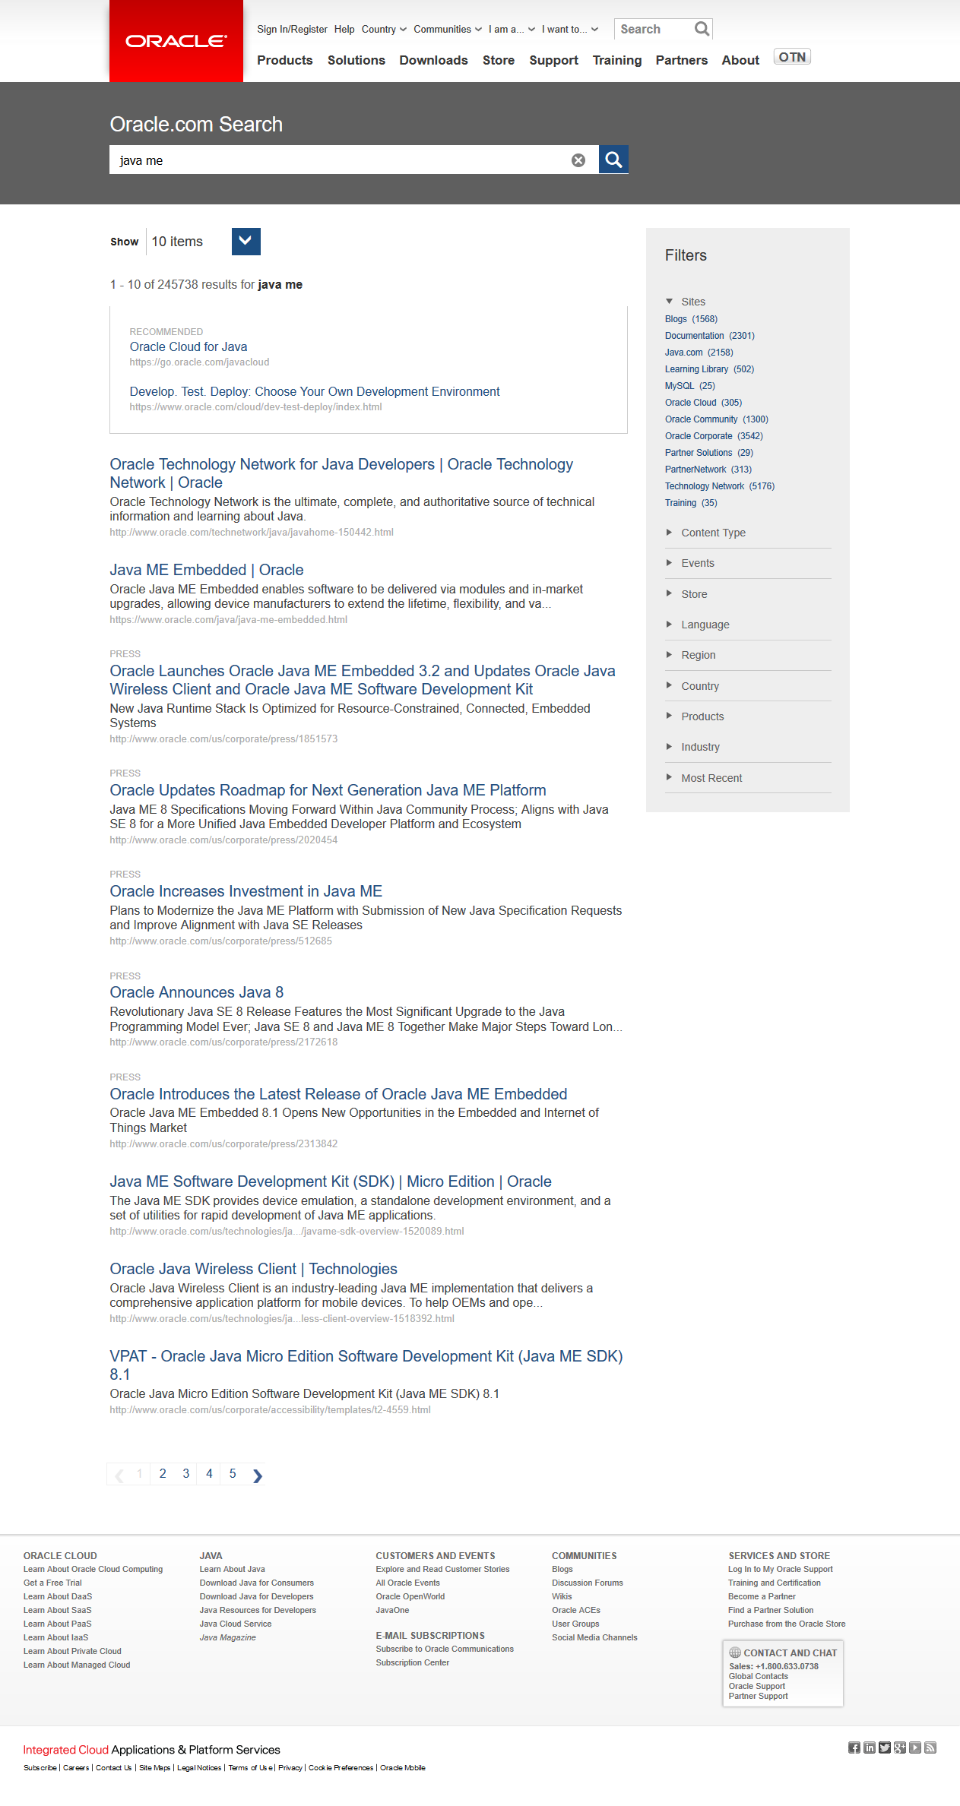 ORACLE
Sign In/Register Help Country Communities I am a... I want to... Search
Products Solutions Downloads Store Support Training Partners About OTN
Oracle.com Search
java me
Show 10 items
1 - 10 of 245738 results for java me
RECOMMENDED
Oracle Cloud for Java
https://go.oracle.com/javacloud
Develop. Test. Deploy: Choose Your Own Development Environment
https://www.oracle.com/cloud/dev-test-deploy/index.html
Oracle Technology Network for Java Developers | Oracle Technology
Network | Oracle
Oracle Technology Network is the ultimate, complete, and authoritative source of technical
information and learning about Java.
http://www.oracle.com/technetwork/java/javahome-150442.html
Java ME Embedded | Oracle
Oracle Java ME Embedded enables software to be delivered via modules and in-market
upgrades, allowing device manufacturers to extend the lifetime, flexibility, and va...
https://www.oracle.com/java/java-me-embedded.html
PRESS
Oracle Launches Oracle Java ME Embedded 3.2 and Updates Oracle Java
Wireless Client and Oracle Java ME Software Development Kit
New Java Runtime Stack Is Optimized for Resource-Constrained, Connected, Embedded
Systems
http://www.oracle.com/us/corporate/press/1851573
PRESS
Oracle Updates Roadmap for Next Generation Java ME Platform
Java ME 8 Specifications Moving Forward Within Java Community Process; Aligns with Java
SE 8 for a More Unified Java Embedded Developer Platform and Ecosystem
http://www.oracle.com/us/corporate/press/2020454
PRESS
Oracle Increases Investment in Java ME
Plans to Modernize the Java ME Platform with Submission of New Java Specification Requests
and Improve Alignment with Java SE Releases
http://www.oracle.com/us/corporate/press/512685
PRESS
Oracle Announces Java 8
Revolutionary Java SE 8 Release Features the Most Significant Upgrade to the Java
Programming Model Ever; Java SE 8 and Java ME 8 Together Make Major Steps Toward Lon...
http://www.oracle.com/us/corporate/press/2172618
PRESS
Oracle Introduces the Latest Release of Oracle Java ME Embedded
Oracle Java ME Embedded 8.1 Opens New Opportunities in the Embedded and Internet of
Things Market
http://www.oracle.com/us/corporate/press/2313842
Java ME Software Development Kit (SDK) | Micro Edition | Oracle
The Java ME SDK provides device emulation, a standalone development environment, and a
set of utilities for rapid development of Java ME applications.
http://www.oracle.com/us/technologies/ja.../javame-sdk-overview-1520089.html
Oracle Java Wireless Client | Technologies
Oracle Java Wireless Client is an industry-leading Java ME implementation that delivers a
comprehensive application platform for mobile devices. To help OEMs and ope...
http://www.oracle.com/us/technologies/ja...less-client-overview-1518392.html
VPAT - Oracle Java Micro Edition Software Development Kit (Java ME SDK)
8.1
Oracle Java Micro Edition Software Development Kit (Java ME SDK) 8.1
http://www.oracle.com/us/corporate/accessibility/templates/t2-4559.html
1 2 3 4 5
Filters
Sites
Blogs (1568)
Documentation (2301)
Java.com (2158)
Learning Library (502)
MySQL (25)
Oracle Cloud (305)
Oracle Community (1300)
Oracle Corporate (3542)
Partner Solutions (29)
PartnerNetwork (313)
Technology Network (5176)
Training (35)
Content Type
Events
Store
Language
Region
Country
Products
Industry
Most Recent
ORACLE CLOUD
Learn About Oracle Cloud Computing
Get a Free Trial
Learn About DaaS
Learn About SaaS
Learn About PaaS
Learn About IaaS
Learn About Private Cloud
Learn About Managed Cloud
JAVA
Learn About Java
Download Java for Consumers
Download Java for Developers
Java Resources for Developers
Java Cloud Service
Java Magazine
CUSTOMERS AND EVENTS
Explore and Read Customer Stories
All Oracle Events
Oracle OpenWorld
JavaOne
E-MAIL SUBSCRIPTIONS
Subscribe to Oracle Communications
Subscription Center
COMMUNITIES
Blogs
Discussion Forums
Wikis
Oracle ACEs
User Groups
Social Media Channels
SERVICES AND STORE
Log In to My Oracle Support
Training and Certification
Become a Partner
Find a Partner Solution
Purchase from the Oracle Store
CONTACT AND CHAT
Sales: +1.800.633.0738
Global Contacts
Oracle Support
Partner Support
Integrated Cloud Applications & Platform Services
Subscribe | Careers | Contact Us | Site Maps | Legal Notices | Terms of Use | Privacy | Cookie Preferences | Oracle Mobile